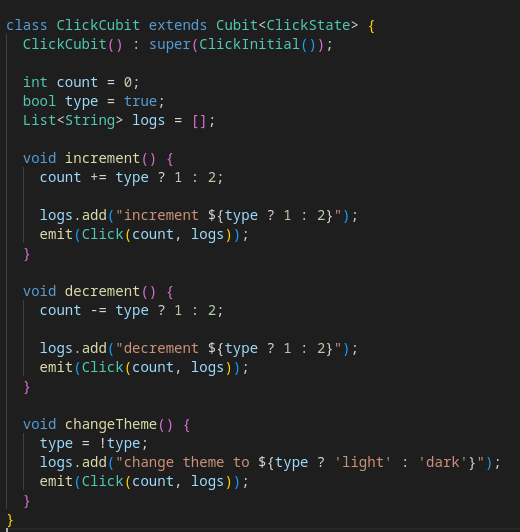 class ClickCubit extends Cubit<ClickState> {
  ClickCubit() : super(ClickInitial());
  int count = 0;
  bool type = true;
  List<String> logs = [];
  void increment() {
    count += type ? 1 : 2;
    logs.add("increment ${type ? 1 : 2}");
    emit(Click(count, logs));
  }
  void decrement() {
    count -= type ? 1 : 2;
    logs.add("decrement ${type ? 1 : 2}");
    emit(Click(count, logs));
  }
  void changeTheme() {
    type = !type;
    logs.add("change theme to ${type ? 'light' : 'dark'}");
    emit(Click(count, logs));
  }
}